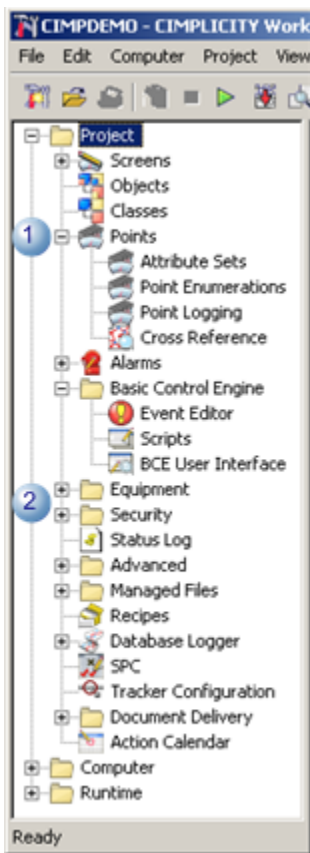 CIMPDEMO - CIMPLICITY Work
File Edit Computer Project View
Project
Screens
Objects
Classes
1
Points
Attribute Sets
Point Enumerations
Point Logging
Cross Reference
Alarms
Basic Control Engine
Event Editor
Scripts
BCE User Interface
2
Equipment
Security
Status Log
Advanced
Managed Files
Recipes
Database Logger
SPC
Tracker Configuration
Document Delivery
Action Calendar
Computer
Runtime
Ready